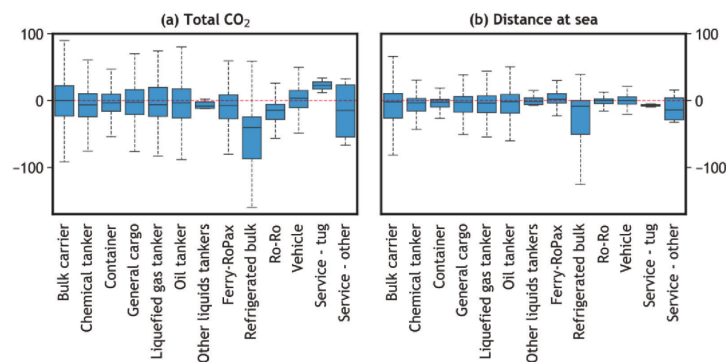 (a) Total CO₂
(b) Distance at sea
100
0
−100
100
0
−100
Bulk carrier
Chemical tanker
Container
General cargo
Liquefied gas tanker
Oil tanker
Other liquids tankers
Ferry-RoPax
Refrigerated bulk
Ro-Ro
Vehicle
Service - tug
Service - other
Bulk carrier
Chemical tanker
Container
General cargo
Liquefied gas tanker
Oil tanker
Other liquids tankers
Ferry-RoPax
Refrigerated bulk
Ro-Ro
Vehicle
Service - tug
Service - other